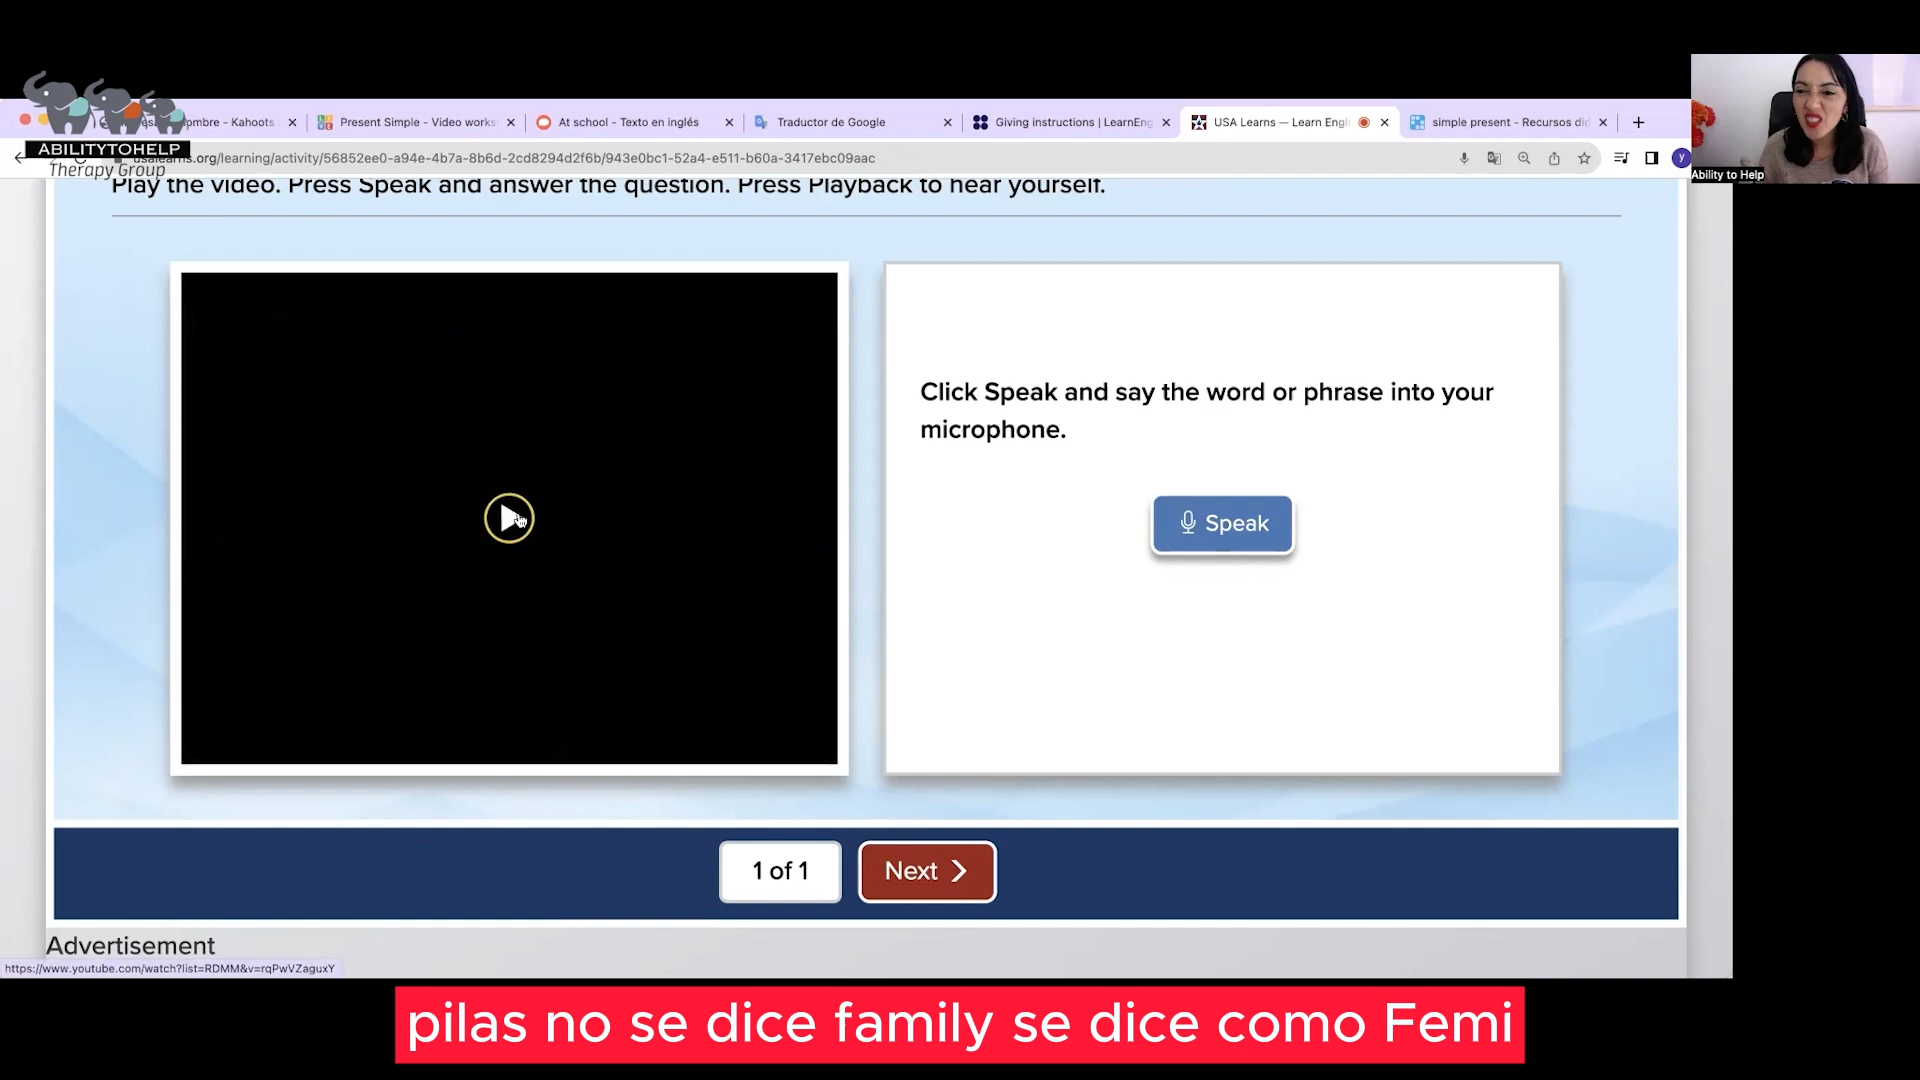 ABILITYTOHELP
Therapy Group
mbre - Kahoots
Present Simple - Video works
At school - Texto en inglés
Traductor de Google
Giving instructions | LearnEng
USA Learns — Learn Engli
simple present - Recursos did
usalearns.org/learning/activity/56852ee0-a94e-4b7a-8b6d-2cd8294d2f6b/943e0bc1-52a4-e511-b60a-3417ebc09aac
y
Ability to Help
Play the video. Press Speak and answer the question. Press Playback to hear yourself.
Click Speak and say the word or phrase into your
microphone.
Speak
1 of 1
Next
Advertisement
https://www.youtube.com/watch?list=RDMM&v=rqPwVZaguxY
pilas no se dice family se dice como Femi